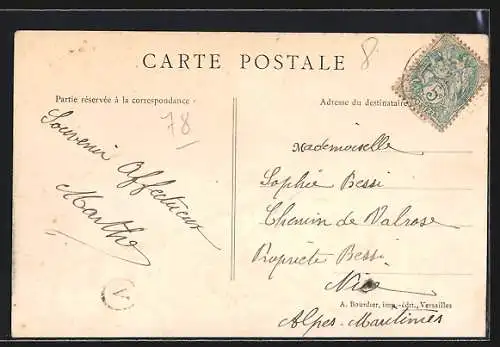 CARTE POSTALE
8
Partie réservée à la correspondance
Adresse du destinataire
78
5
Souvenir
Affectueux
Marthe
V
Mademoiselle
Sophie Bessi
Chemin de Valrose
Propriété Bessi
Nice
A. Bourdier, imp.-édit., Versailles
Alpes-Maritimes